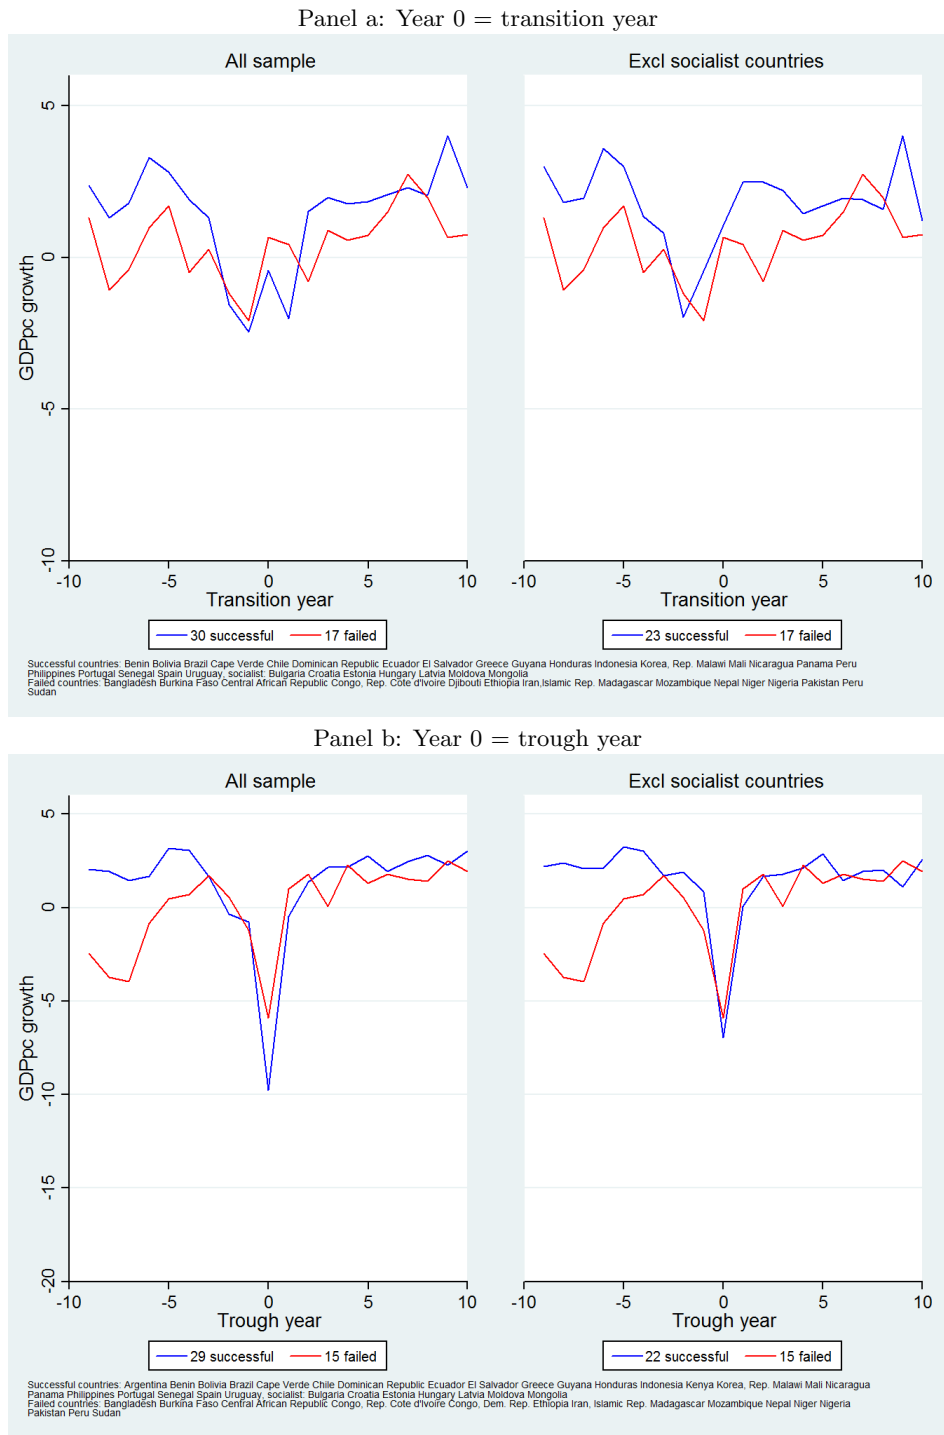 Panel a: Year 0 = transition year
All sample
Excl socialist countries
GDPpc growth
5
0
-5
-10
-10 -5 0 5 10
-10 -5 0 5 10
Transition year
Transition year
30 successful 17 failed
23 successful 17 failed
Successful countries: Benin Bolivia Brazil Cape Verde Chile Dominican Republic Ecuador El Salvador Greece Guyana Honduras Indonesia Korea, Rep. Malawi Mali Nicaragua Panama Peru
Philippines Portugal Senegal Spain Uruguay, socialist: Bulgaria Croatia Estonia Hungary Latvia Moldova Mongolia
Failed countries: Bangladesh Burkina Faso Central African Republic Congo, Rep. Cote d'Ivoire Djibouti Ethiopia Iran,Islamic Rep. Madagascar Mozambique Nepal Niger Nigeria Pakistan Peru
Sudan
Panel b: Year 0 = trough year
All sample
Excl socialist countries
GDPpc growth
5
0
-5
-10
-15
-20
-10 -5 0 5 10
-10 -5 0 5 10
Trough year
Trough year
29 successful 15 failed
22 successful 15 failed
Successful countries: Argentina Benin Bolivia Brazil Cape Verde Chile Dominican Republic Ecuador El Salvador Greece Guyana Honduras Indonesia Kenya Korea, Rep. Malawi Mali Nicaragua
Panama Philippines Portugal Senegal Spain Uruguay, socialist: Bulgaria Croatia Estonia Hungary Latvia Moldova Mongolia
Failed countries: Bangladesh Burkina Faso Central African Republic Congo, Rep. Cote d'Ivoire Congo, Dem. Rep. Ethiopia Iran, Islamic Rep. Madagascar Mozambique Nepal Niger Nigeria
Pakistan Peru Sudan